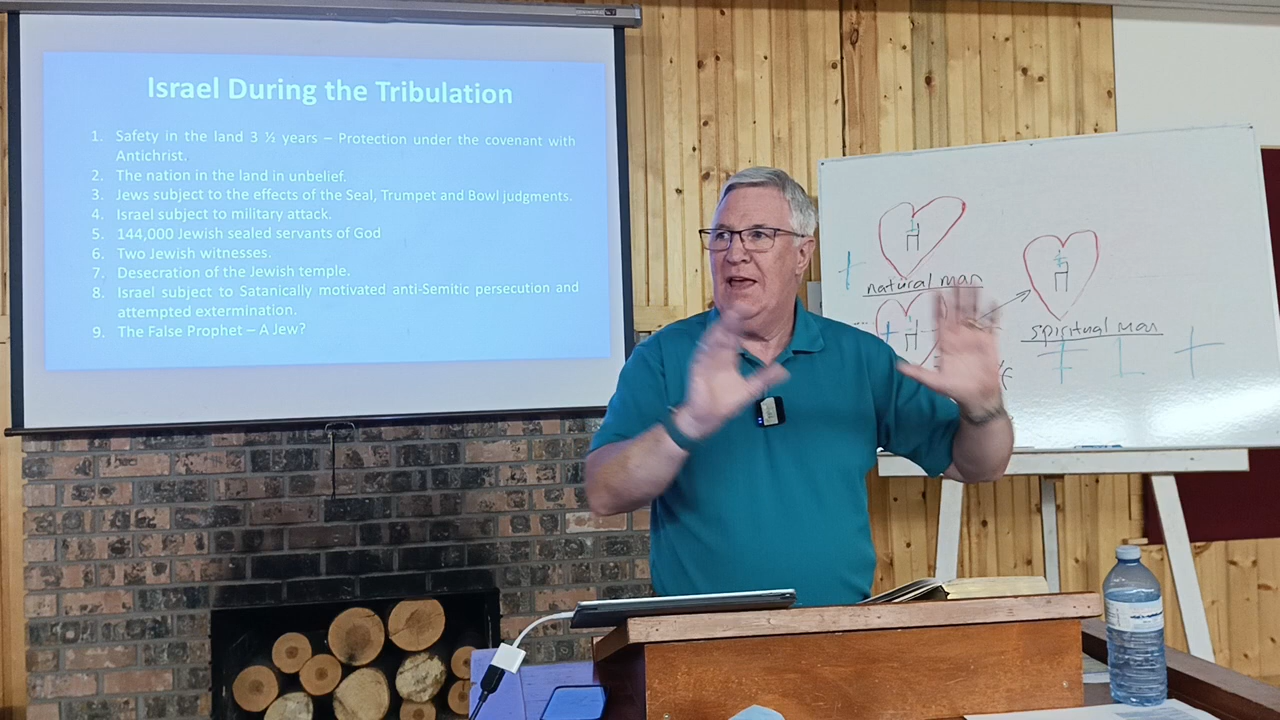 Israel During the Tribulation
1. Safety in the land 3 ½ years – Protection under the covenant with
Antichrist.
2. The nation in the land in unbelief.
3. Jews subject to the effects of the Seal, Trumpet and Bowl judgments.
4. Israel subject to military attack.
5. 144,000 Jewish sealed servants of God
6. Two Jewish witnesses.
7. Desecration of the Jewish temple.
8. Israel subject to Satanically motivated anti-Semitic persecution and
attempted extermination.
9. The False Prophet – A Jew?
natural man
spiritual man